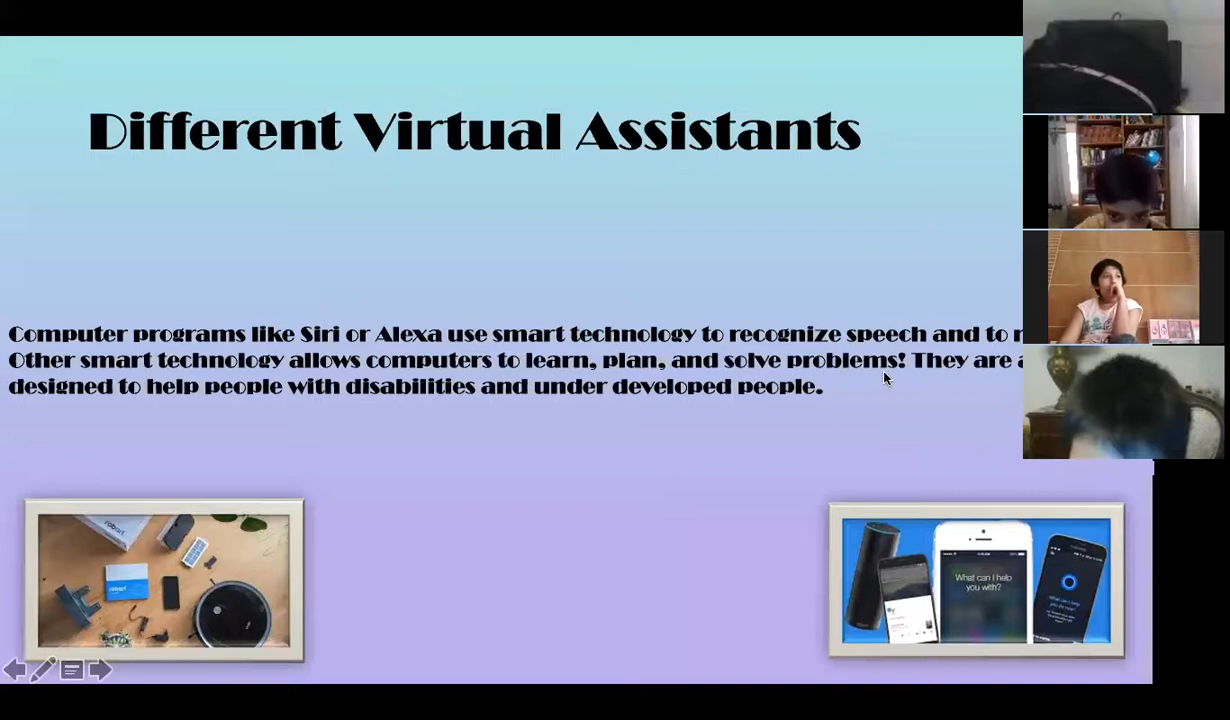 Different Virtual Assistants
Computer programs like Siri or Alexa use smart technology to recognize speech and to
Other smart technology allows computers to learn, plan, and solve problems! They are
designed to help people with disabilities and under developed people.
robart
robart
What can I help
you with?